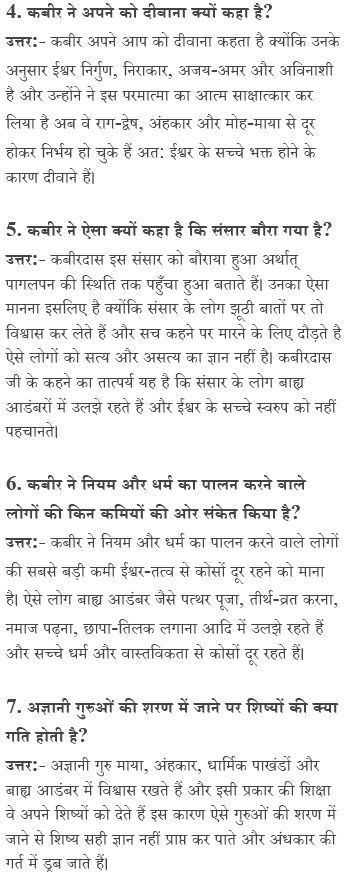 4. कबीर ने अपने को दीवाना क्यों कहा है?
उत्तर:- कबीर अपने आप को दीवाना कहता है क्योंकि उनके
अनुसार ईश्वर निर्गुण, निराकार, अजय-अमर और अविनाशी
है और उन्होंने ने इस परमात्मा का आत्म साक्षात्कार कर
लिया है अब वे राग-द्वेष, अंहकार और मोह-माया से दूर
होकर निर्भय हो चुके हैं अत: ईश्वर के सच्चे भक्त होने के
कारण दीवाने हैं।
5. कबीर ने ऐसा क्यों कहा है कि संसार बौरा गया है?
उत्तर:- कबीरदास इस संसार को बौराया हुआ अर्थात्
पागलपन की स्थिति तक पहुँचा हुआ बताते हैं। उनका ऐसा
मानना इसलिए है क्योंकि संसार के लोग झूठी बातों पर तो
विश्वास कर लेते हैं और सच कहने पर मारने के लिए दौड़ते है
ऐसे लोगों को सत्य और असत्य का ज्ञान नहीं है। कबीरदास
जी के कहने का तात्पर्य यह है कि संसार के लोग बाह्य
आडंबरों में उलझे रहते हैं और ईश्वर के सच्चे स्वरुप को नहीं
पहचानते।
6. कबीर ने नियम और धर्म का पालन करने वाले
लोगों की किन कमियों की ओर संकेत किया है?
उत्तर:- कबीर ने नियम और धर्म का पालन करने वाले लोगों
की सबसे बड़ी कमी ईश्वर-तत्व से कोसों दूर रहने को माना
है। ऐसे लोग बाह्य आडंबर जैसे पत्थर पूजा, तीर्थ-व्रत करना,
नमाज पढ़ना, छापा-तिलक लगाना आदि में उलझे रहते हैं
और सच्चे धर्म और वास्तविकता से कोसों दूर रहते हैं।
7. अज्ञानी गुरुओं की शरण में जाने पर शिष्यों की क्या
गति होती है?
उत्तर:- अज्ञानी गुरु माया, अंहकार, धार्मिक पाखंडों और
बाह्य आडंबर में विश्वास रखते हैं और इसी प्रकार की शिक्षा
वे अपने शिष्यों को देते हैं इस कारण ऐसे गुरुओं की शरण में
जाने से शिष्य सही ज्ञान नहीं प्राप्त कर पाते और अंधकार की
गर्त में डूब जाते हैं।